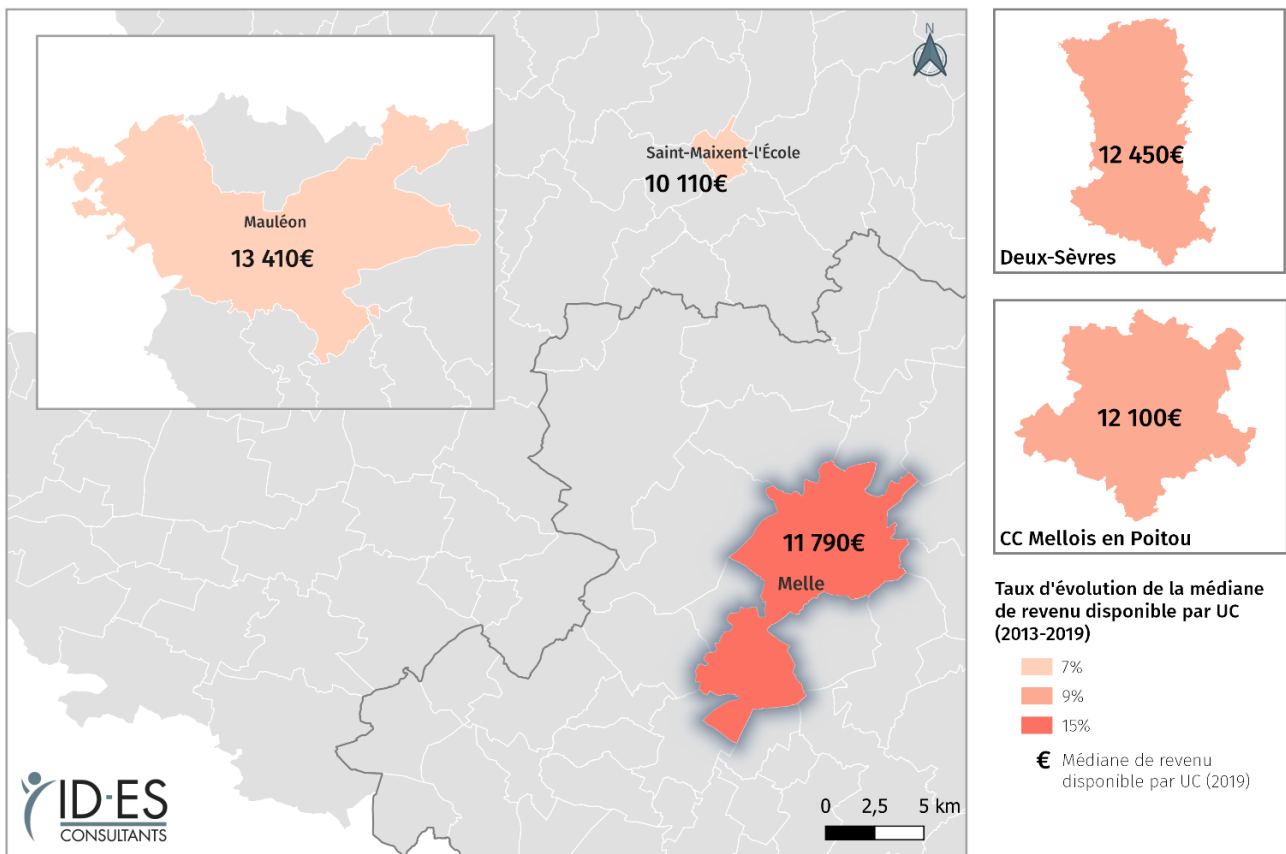 N
Saint-Maixent-l'École
10 110€
Mauléon
13 410€
12 450€
Deux-Sèvres
12 100€
CC Mellois en Poitou
11 790€
Melle
Taux d'évolution de la médiane
de revenu disponible par UC
(2013-2019)
7%
9%
15%
€ Médiane de revenu
disponible par UC (2019)
0 2,5 5 km
ID-ES
CONSULTANTS